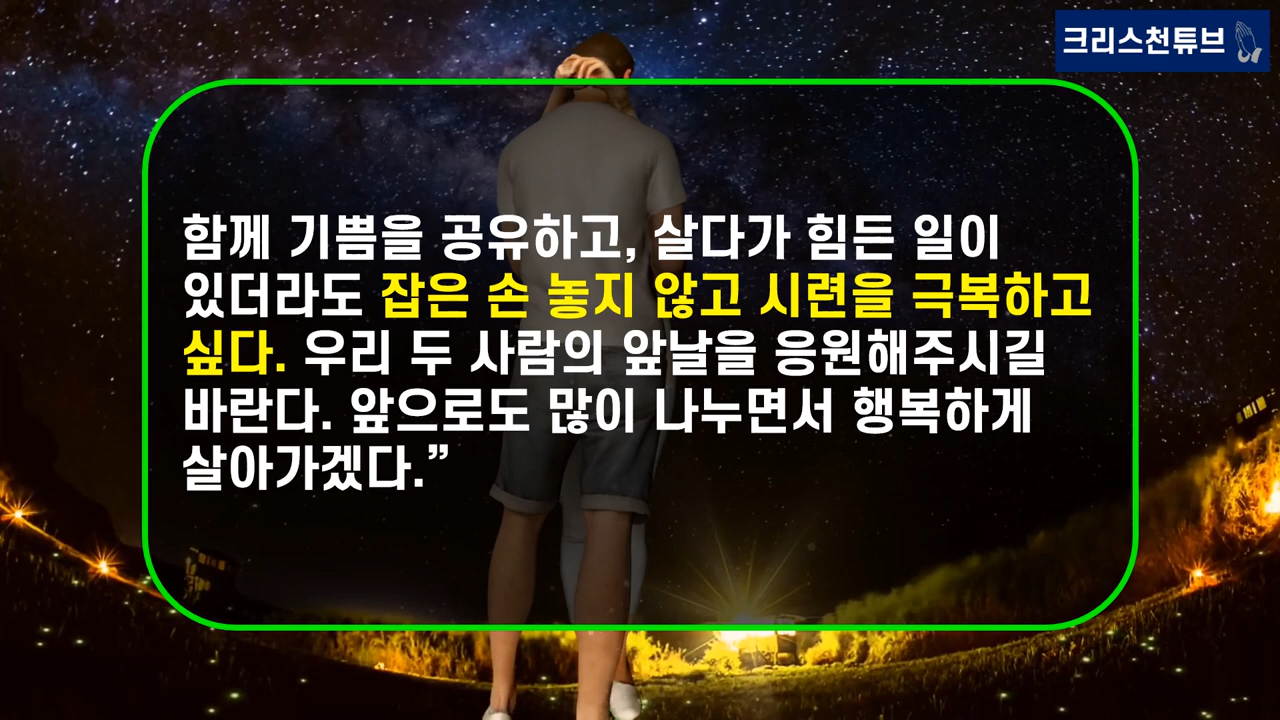 크리스천튜브
함께 기쁨을 공유하고, 살다가 힘든 일이
있더라도 잡은 손 놓지 않고 시련을 극복하고
싶다. 우리 두 사람의 앞날을 응원해주시길
바란다. 앞으로도 많이 나누면서 행복하게
살아가겠다.”